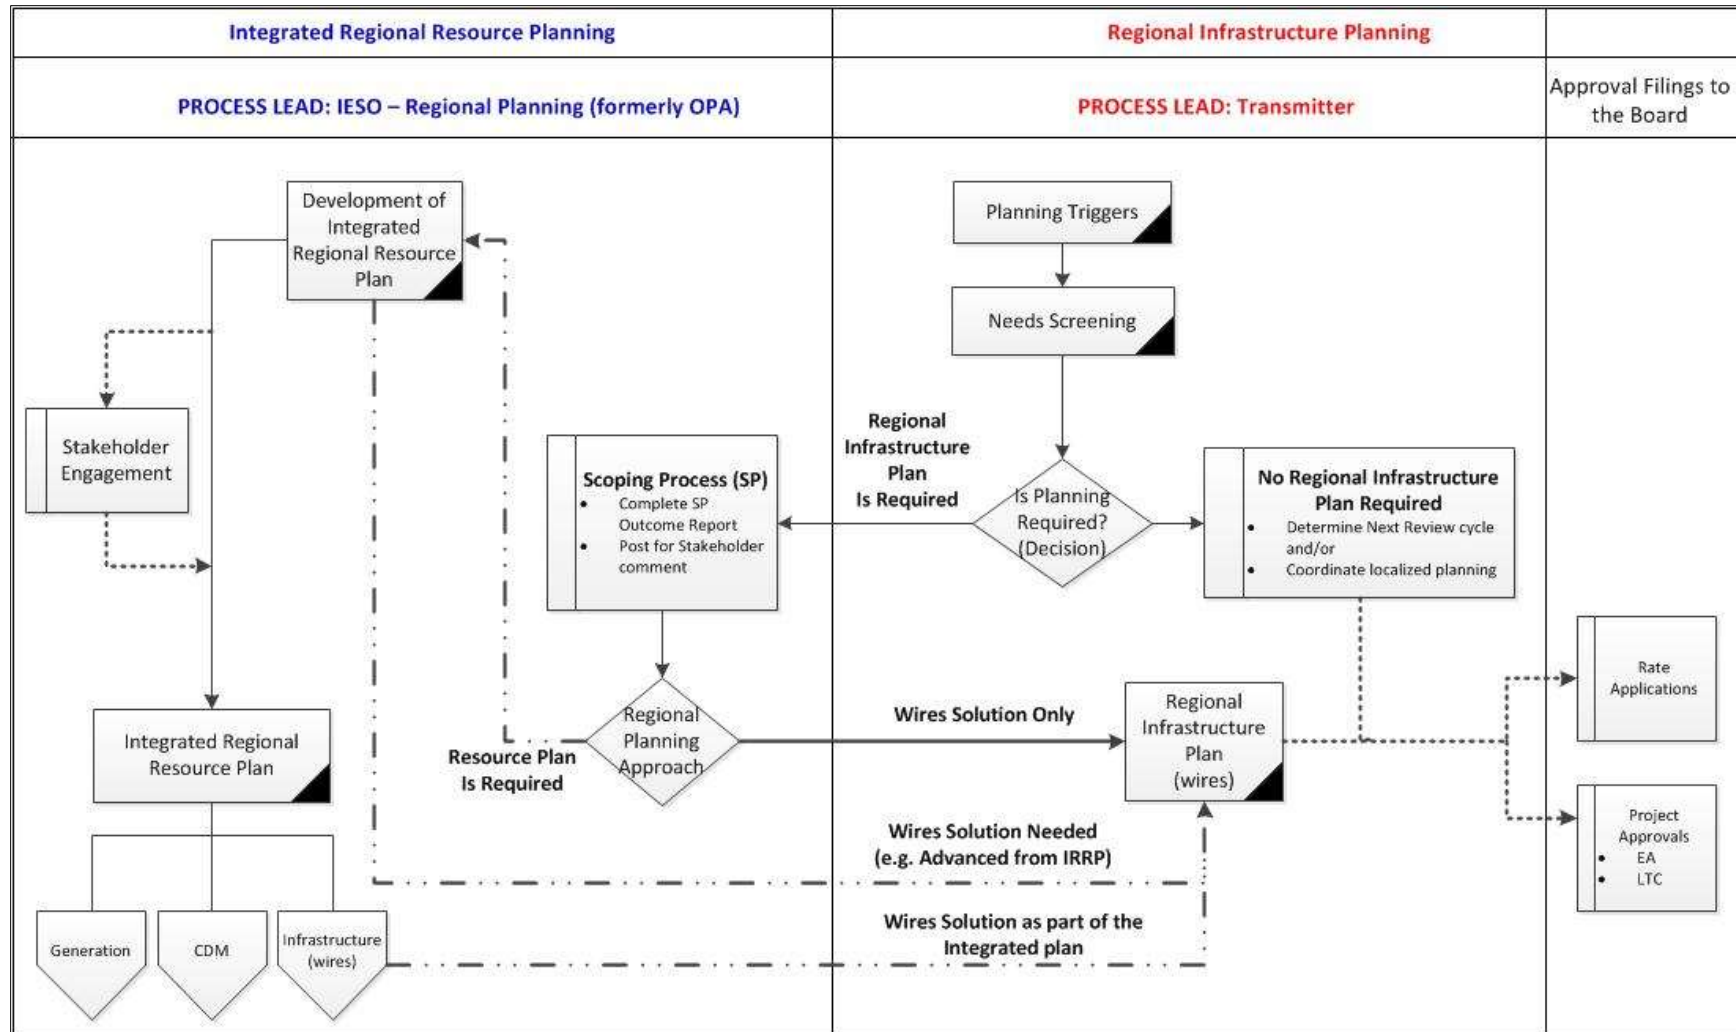 Integrated Regional Resource Planning
Regional Infrastructure Planning
PROCESS LEAD: IESO – Regional Planning (formerly OPA)
PROCESS LEAD: Transmitter
Approval Filings to
the Board
Development of
Integrated
Regional Resource
Plan
Planning Triggers
Needs Screening
Stakeholder
Engagement
Scoping Process (SP)
• Complete SP
Outcome Report
• Post for Stakeholder
comment
Regional
Infrastructure
Plan
Is Required
Is Planning
Required?
(Decision)
No Regional Infrastructure
Plan Required
• Determine Next Review cycle
and/or
• Coordinate localized planning
Integrated Regional
Resource Plan
Resource Plan
Is Required
Regional
Planning
Approach
Wires Solution Only
Regional
Infrastructure
Plan
(wires)
Rate
Applications
Project
Approvals
• EA
• LTC
Wires Solution Needed
(e.g. Advanced from IRRP)
Wires Solution as part of the
Integrated plan
Generation
CDM
Infrastructure
(wires)